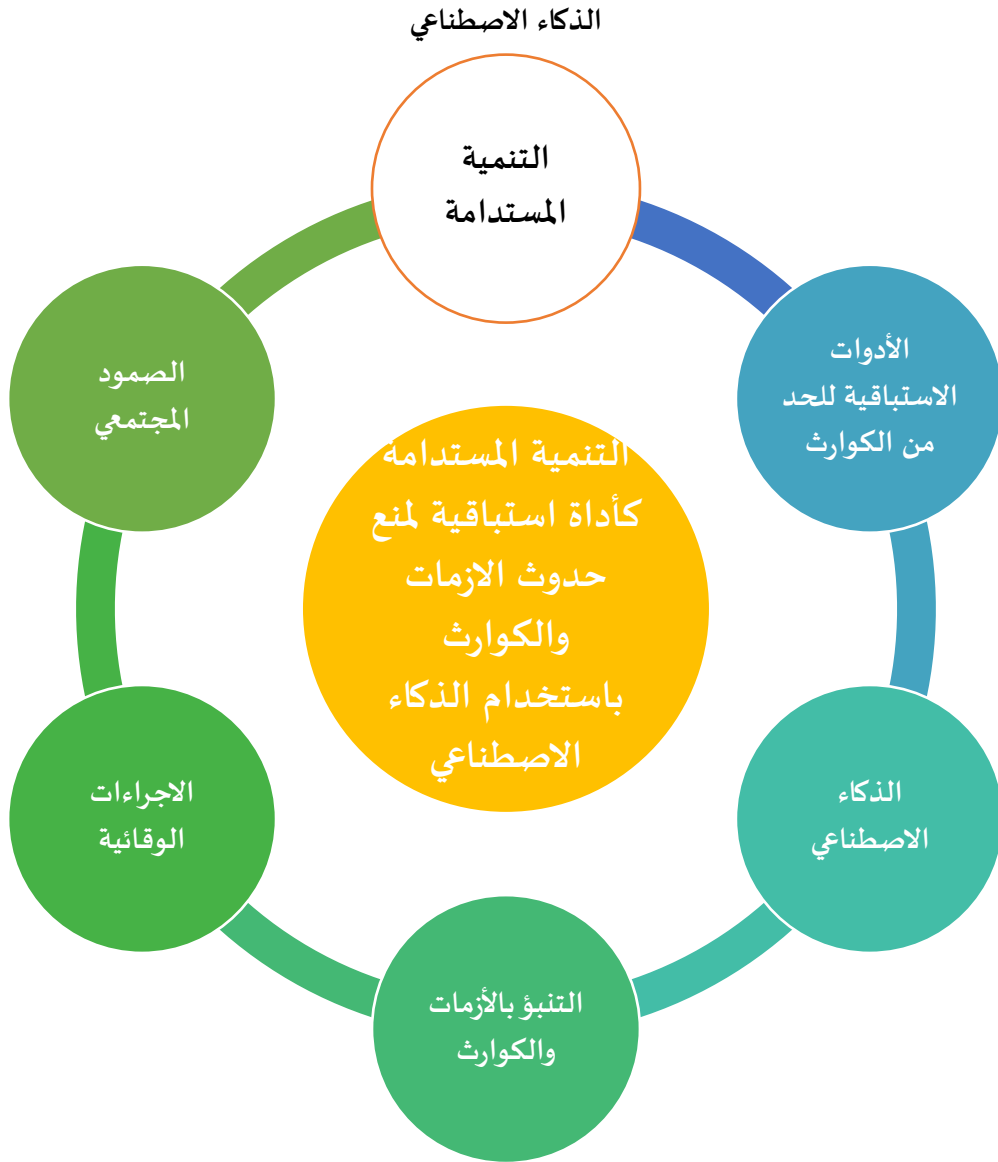 الذكاء الاصطناعي
التنمية
المستدامة
الأدوات
الاستباقية للحد
من الكوارث
الذكاء
الاصطناعي
التنبؤ بالأزمات
والكوارث
الاجراءات
الوقائية
الصمود
المجتمعي
التنمية المستدامة
كأداة استباقية لمنع
حدوث الازمات
والكوارث
باستخدام الذكاء
الاصطناعي